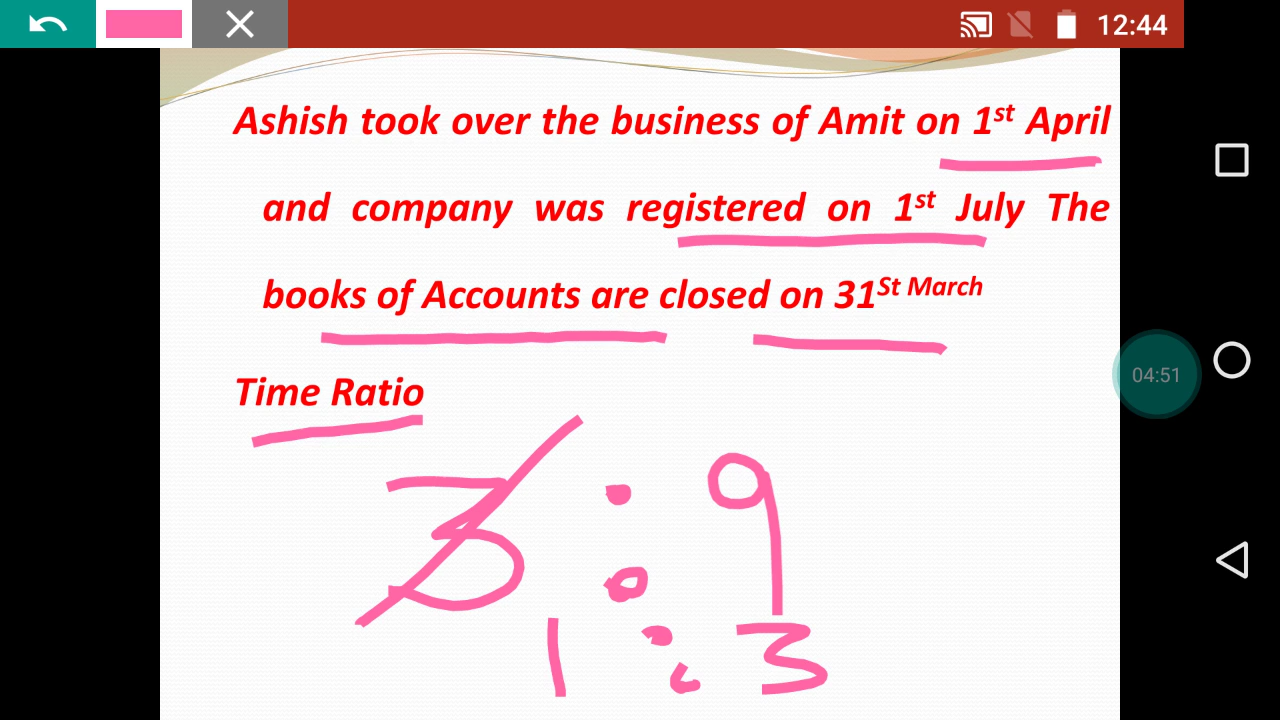 12:44
Ashish took over the business of Amit on 1st April
and company was registered on 1st July The
books of Accounts are closed on 31St March
04:51
Time Ratio
3 : 9
1 : 3